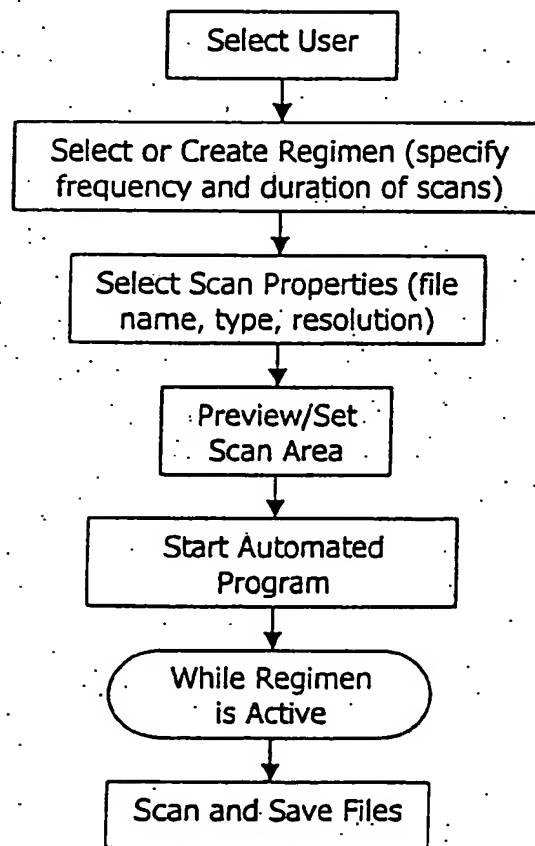 Select User
Select or Create Regimen (specify
frequency and duration of scans)
Select Scan Properties (file
name, type, resolution)
Preview/Set
Scan Area
Start Automated
Program
While Regimen
is Active
Scan and Save Files